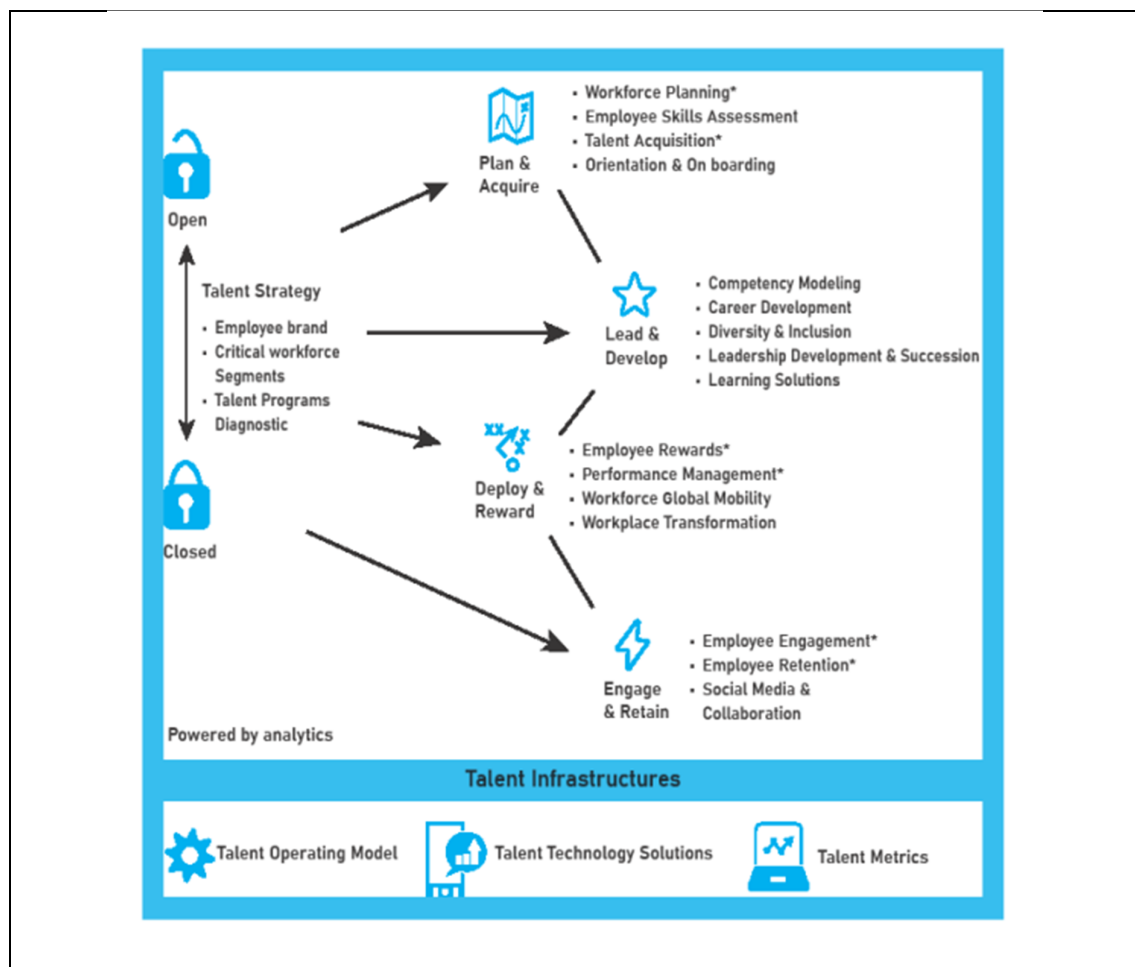 Open
Talent Strategy
• Employee brand
• Critical workforce
Segments
• Talent Programs
Diagnostic
Closed
Plan &
Acquire
• Workforce Planning*
• Employee Skills Assessment
• Talent Acquisition*
• Orientation & On boarding
Lead &
Develop
• Competency Modeling
• Career Development
• Diversity & Inclusion
• Leadership Development & Succession
• Learning Solutions
Deploy &
Reward
• Employee Rewards*
• Performance Management*
• Workforce Global Mobility
• Workplace Transformation
Engage
& Retain
• Employee Engagement*
• Employee Retention*
• Social Media &
Collaboration
Powered by analytics
Talent Infrastructures
Talent Operating Model
Talent Technology Solutions
Talent Metrics